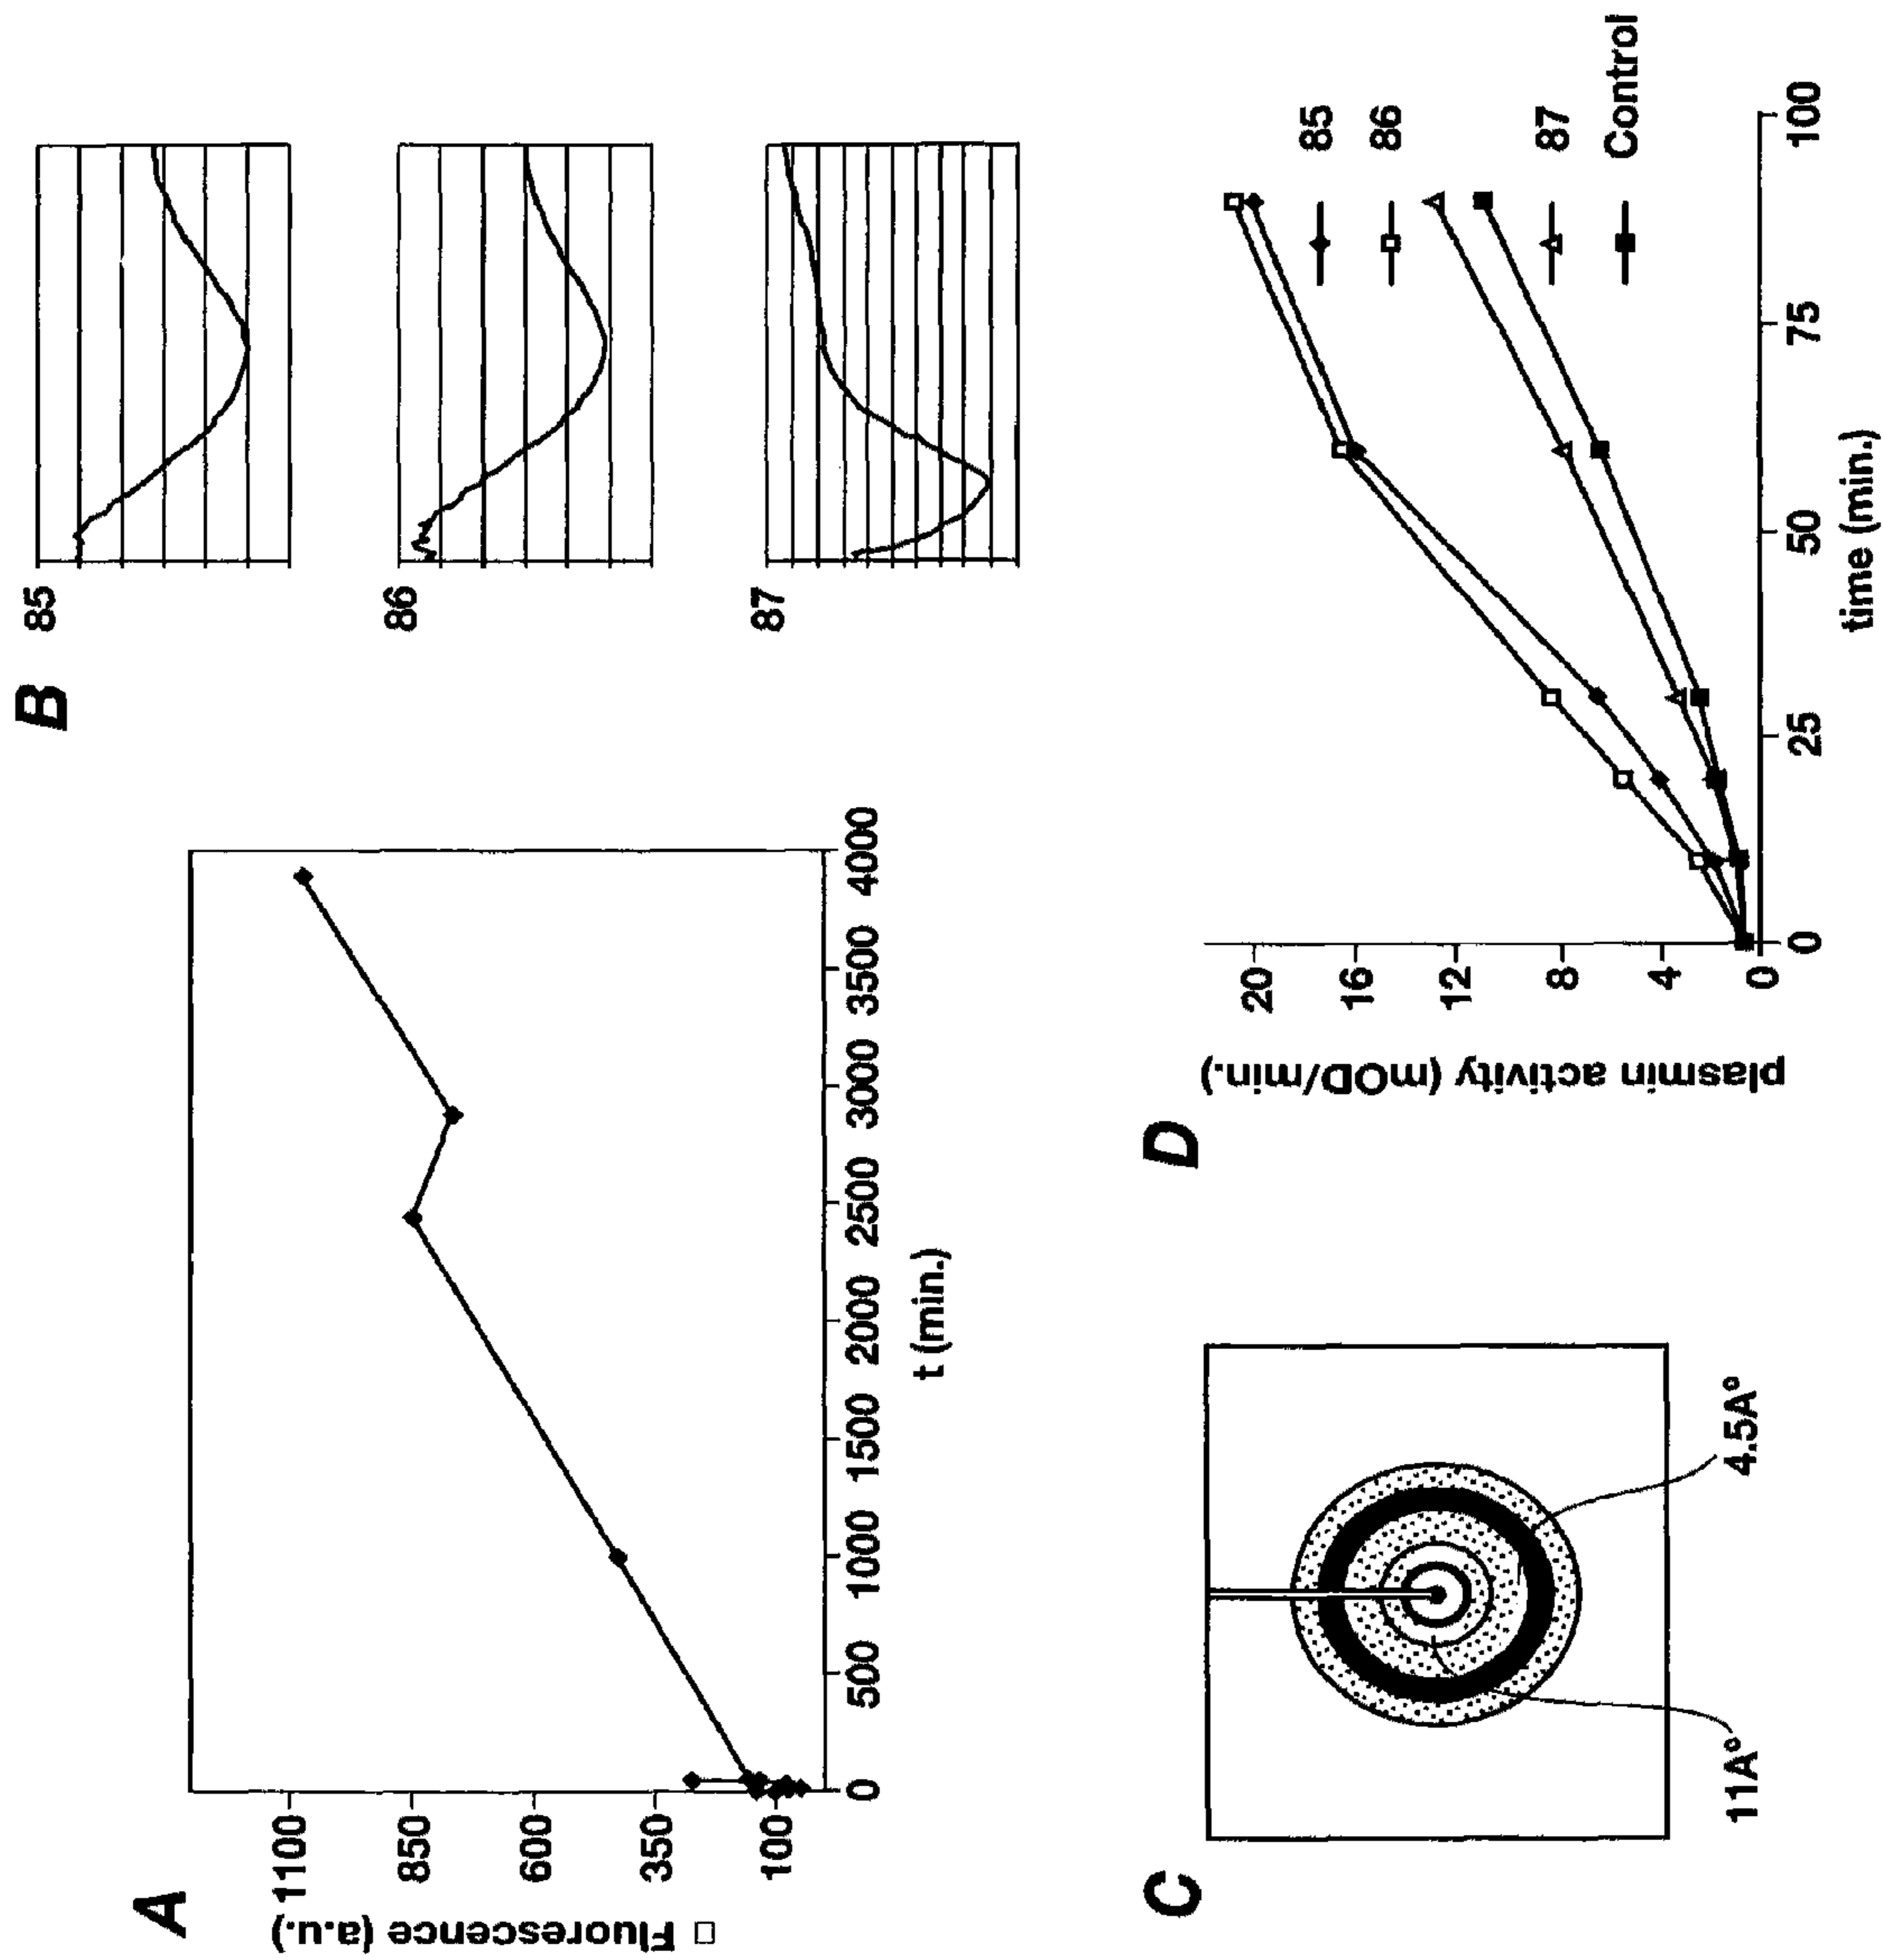 A
□ Fluorescence (a.u.)
1100
850
600
350
100
0 500 1000 1500 2000 2500 3000 3500 4000
t (min.)
B
85
86
87
C
11A°
4.5A°
D
plasmin activity (mOD/min.)
20
16
12
8
4
0
0 25 50 75 100
time (min.)
85
86
87
Control